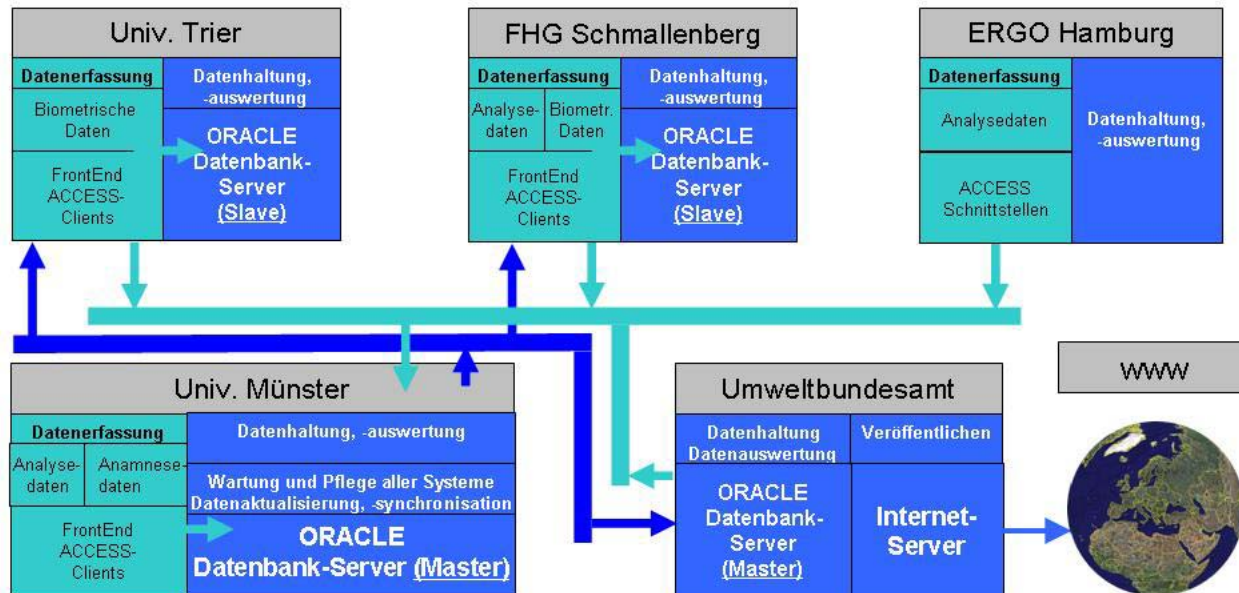 Univ. Trier
Datenerfassung
Biometrische
Daten
FrontEnd
ACCESS-
Clients
Datenhaltung,
-auswertung
ORACLE
Datenbank-
Server
(Slave)
FHG Schmallenberg
Datenerfassung
Analyse-
daten
Biometr.
Daten
FrontEnd
ACCESS-
Clients
Datenhaltung,
-auswertung
ORACLE
Datenbank-
Server
(Slave)
ERGO Hamburg
Datenerfassung
Analysedaten
ACCESS
Schnittstellen
Datenhaltung,
-auswertung
Univ. Münster
Datenerfassung
Analyse-
daten
Anamnese-
daten
FrontEnd
ACCESS-
Clients
Datenhaltung, -auswertung
Wartung und Pflege aller Systeme
Datenaktualisierung, -synchronisation
ORACLE
Datenbank-Server (Master)
Umweltbundesamt
Datenhaltung
Datenauswertung
ORACLE
Datenbank-
Server
(Master)
Veröffentlichen
Internet-
Server
www